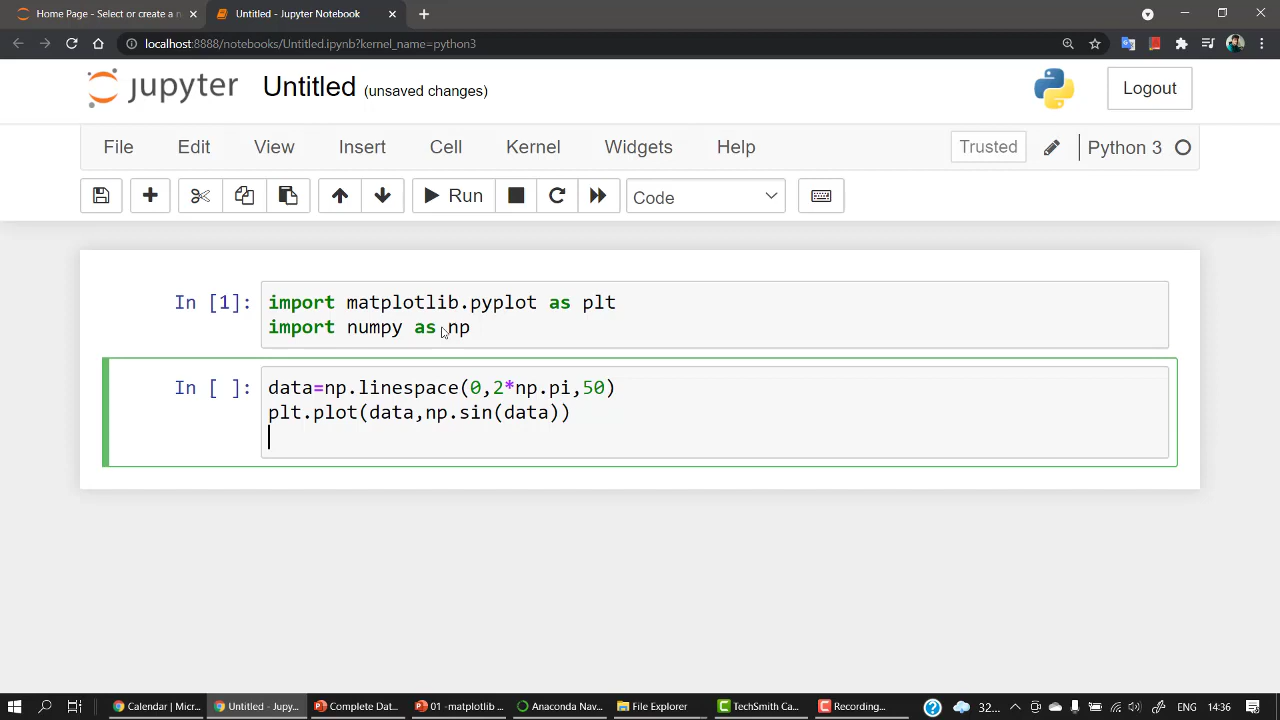 Home Page - Select or create a n
Untitled - Jupyter Notebook
localhost:8888/notebooks/Untitled.ipynb?kernel_name=python3
jupyter Untitled (unsaved changes)
Logout
File Edit View Insert Cell Kernel Widgets Help
Trusted
Python 3
Run
Code
In [1]:
import matplotlib.pyplot as plt
import numpy as np
In [ ]:
data=np.linespace(0,2*np.pi,50)
plt.plot(data,np.sin(data))
Calendar | Micr...
Untitled - Jupy...
Complete Dat...
01 -matplotlib ...
Anaconda Nav...
File Explorer
TechSmith Ca...
Recording...
32...
ENG
14:36